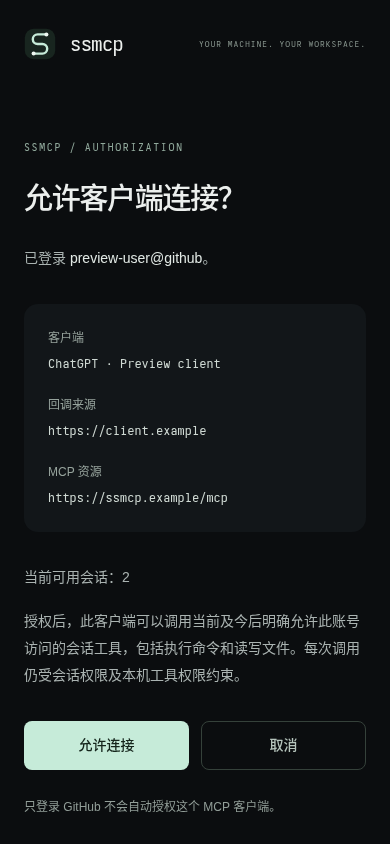 ssmcp
YOUR MACHINE. YOUR WORKSPACE.
SSMCP / AUTHORIZATION
允许客户端连接?
已登录 preview-user@github。
客户端
ChatGPT · Preview client
回调来源
https://client.example
MCP 资源
https://ssmcp.example/mcp
当前可用会话：2
授权后，此客户端可以调用当前及今后明确允许此账号
访问的会话工具，包括执行命令和读写文件。每次调用
仍受会话权限及本机工具权限约束。
允许连接
取消
只登录 GitHub 不会自动授权这个 MCP 客户端。